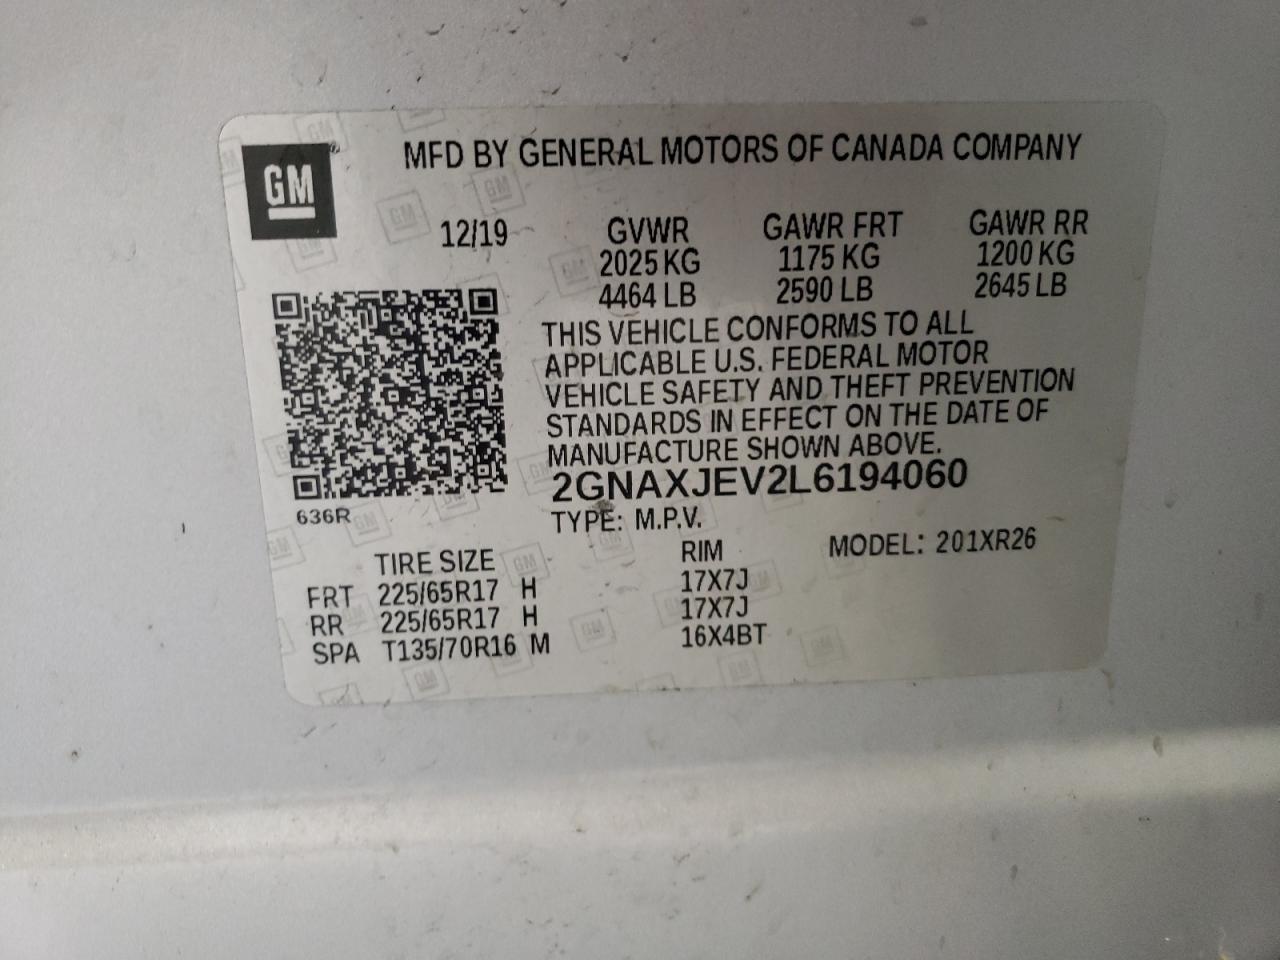 GM
MFD BY GENERAL MOTORS OF CANADA COMPANY
12/19 GVWR GAWR FRT GAWR RR
2025 KG 1175 KG 1200 KG
4464 LB 2590 LB 2645 LB
THIS VEHICLE CONFORMS TO ALL
APPLICABLE U.S. FEDERAL MOTOR
VEHICLE SAFETY AND THEFT PREVENTION
STANDARDS IN EFFECT ON THE DATE OF
MANUFACTURE SHOWN ABOVE.
2GNAXJEV2L6194060
636R
TYPE: M.P.V.
TIRE SIZE RIM MODEL: 201XR26
FRT 225/65R17 H 17X7J
RR 225/65R17 H 17X7J
SPA T135/70R16 M 16X4BT